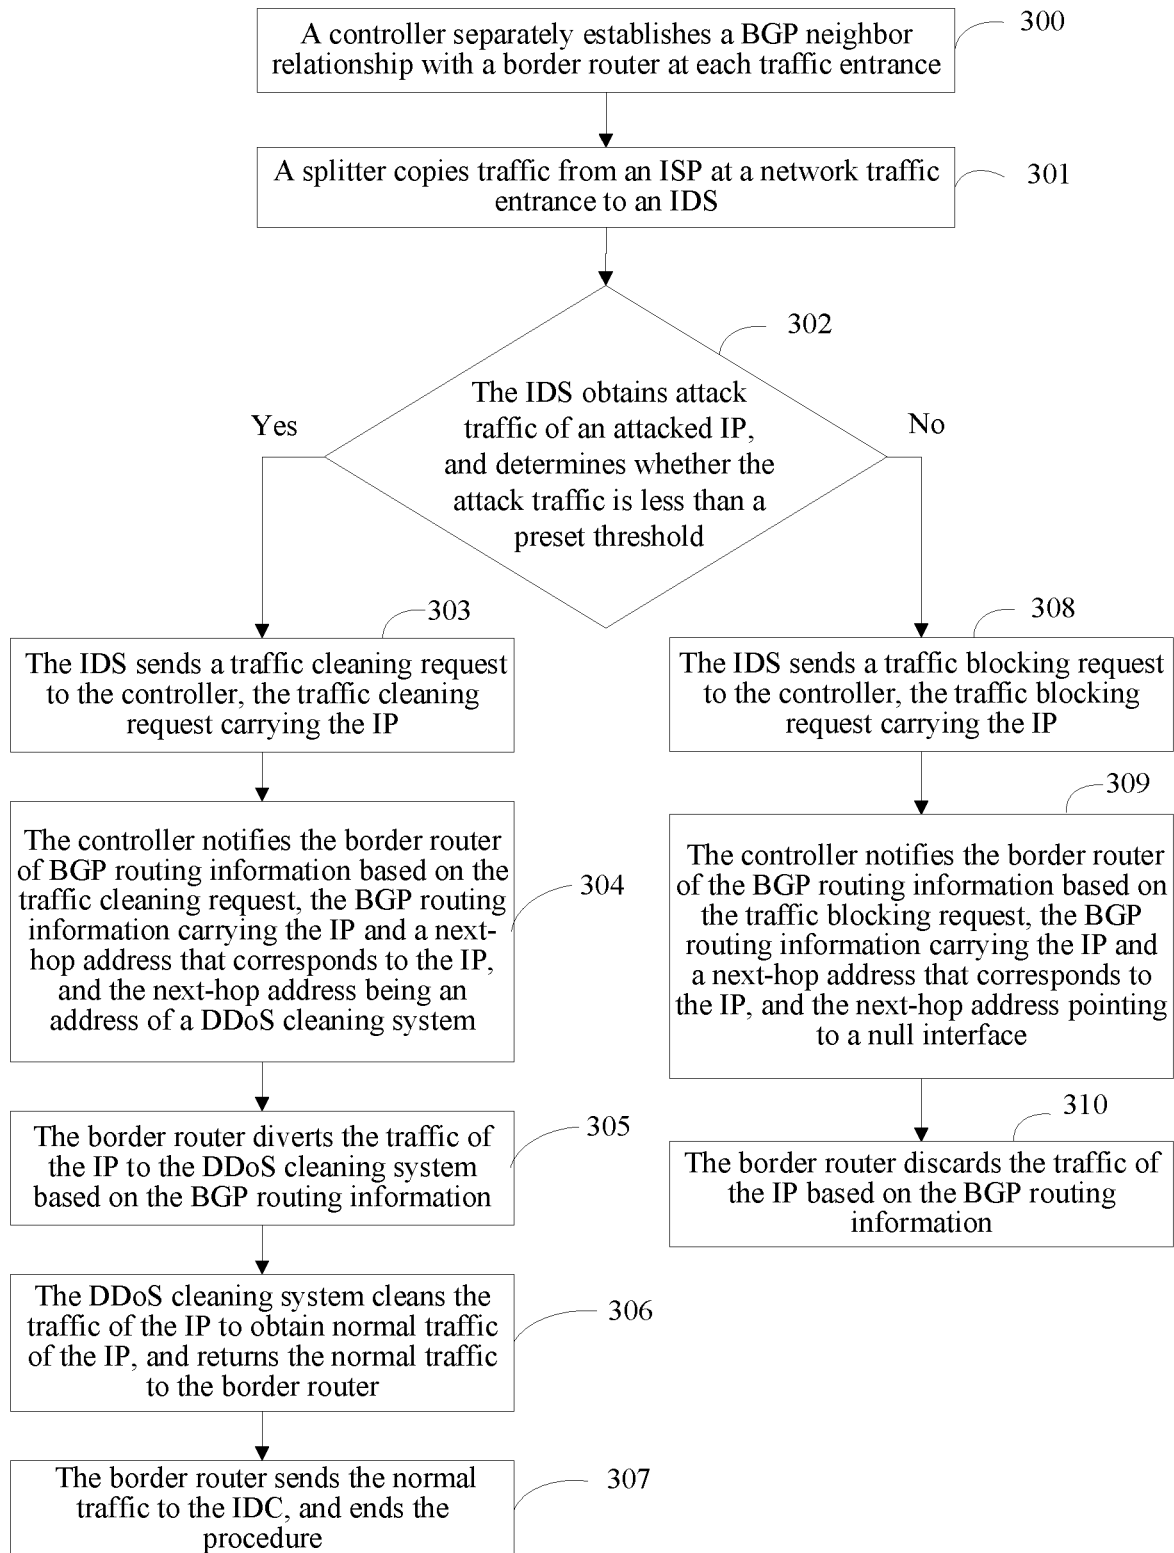 A controller separately establishes a BGP neighbor
relationship with a border router at each traffic entrance
300
A splitter copies traffic from an ISP at a network traffic
entrance to an IDS
301
302
The IDS obtains attack
traffic of an attacked IP,
and determines whether the
attack traffic is less than a
preset threshold
Yes
No
303
The IDS sends a traffic cleaning request
to the controller, the traffic cleaning
request carrying the IP
The controller notifies the border router
of BGP routing information based on the
traffic cleaning request, the BGP routing
information carrying the IP and a next-
hop address that corresponds to the IP,
and the next-hop address being an
address of a DDoS cleaning system
304
The border router diverts the traffic of
the IP to the DDoS cleaning system
based on the BGP routing information
305
The DDoS cleaning system cleans the
traffic of the IP to obtain normal traffic
of the IP, and returns the normal traffic
to the border router
306
The border router sends the normal
traffic to the IDC, and ends the
procedure
307
308
The IDS sends a traffic blocking request
to the controller, the traffic blocking
request carrying the IP
309
The controller notifies the border router
of the BGP routing information based on
the traffic blocking request, the BGP
routing information carrying the IP and
a next-hop address that corresponds to
the IP, and the next-hop address pointing
to a null interface
310
The border router discards the traffic of
the IP based on the BGP routing
information